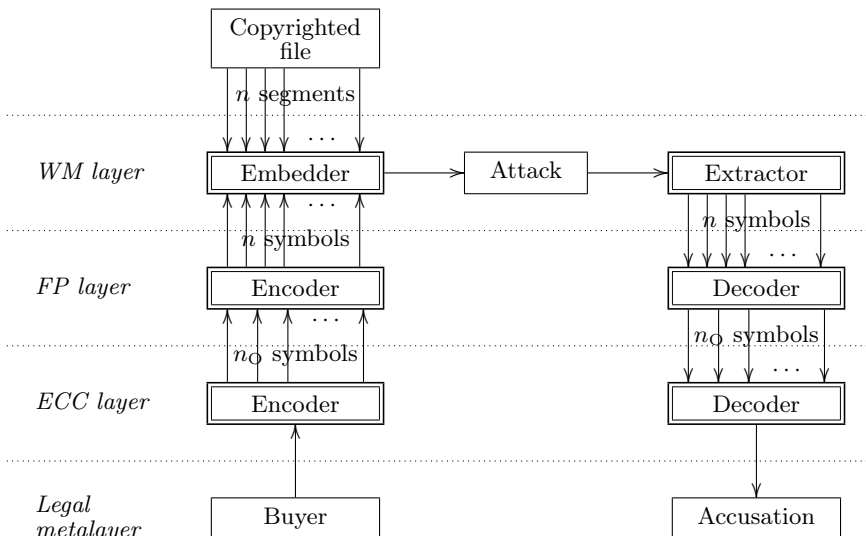 Copyrighted
file
n segments
...
WM layer
Embedder
Attack
Extractor
...
n symbols
n symbols
...
FP layer
Encoder
Decoder
...
n_O symbols
n_O symbols
...
ECC layer
Encoder
Decoder
Legal
metalayer
Buyer
Accusation